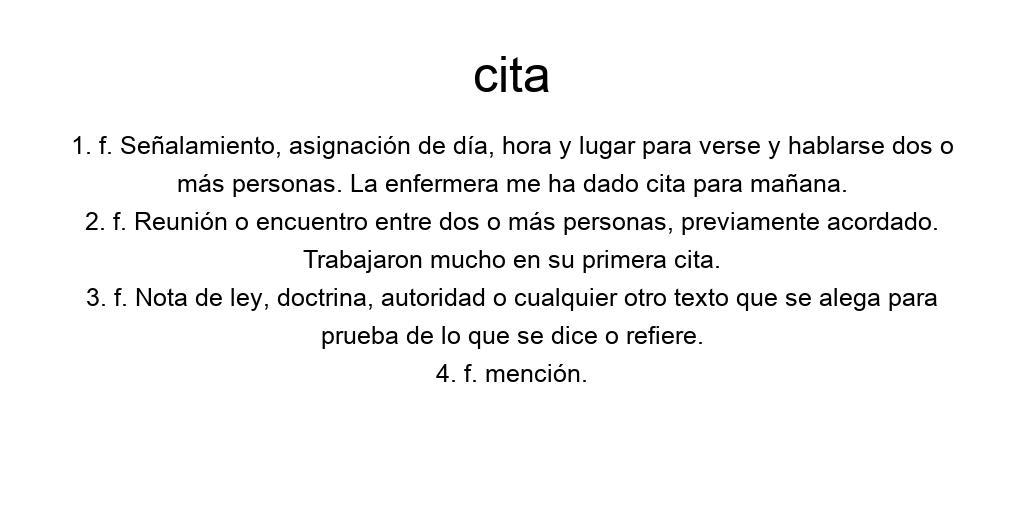 cita
1. f. Señalamiento, asignación de día, hora y lugar para verse y hablarse dos o
más personas. La enfermera me ha dado cita para mañana.
2. f. Reunión o encuentro entre dos o más personas, previamente acordado.
Trabajaron mucho en su primera cita.
3. f. Nota de ley, doctrina, autoridad o cualquier otro texto que se alega para
prueba de lo que se dice o refiere.
4. f. mención.